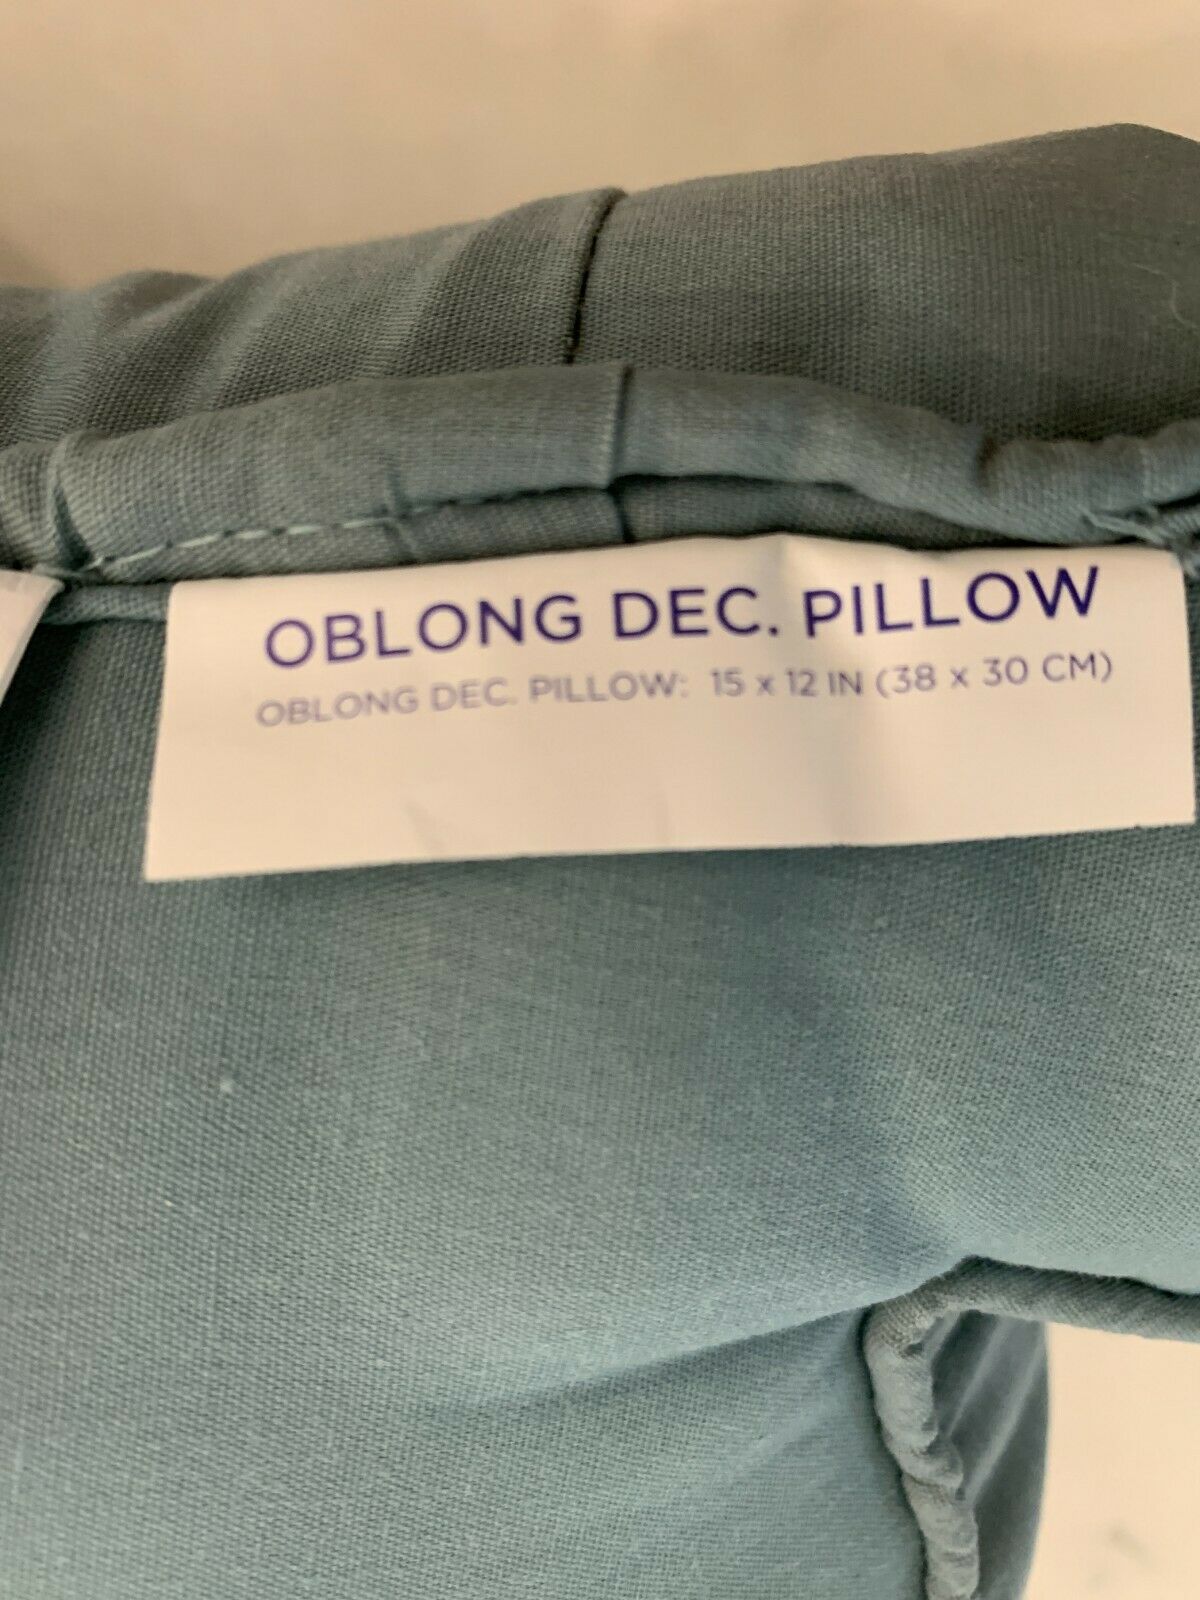 OBLONG DEC. PILLOW
OBLONG DEC. PILLOW: 15 x 12 IN (38 x 30 CM)